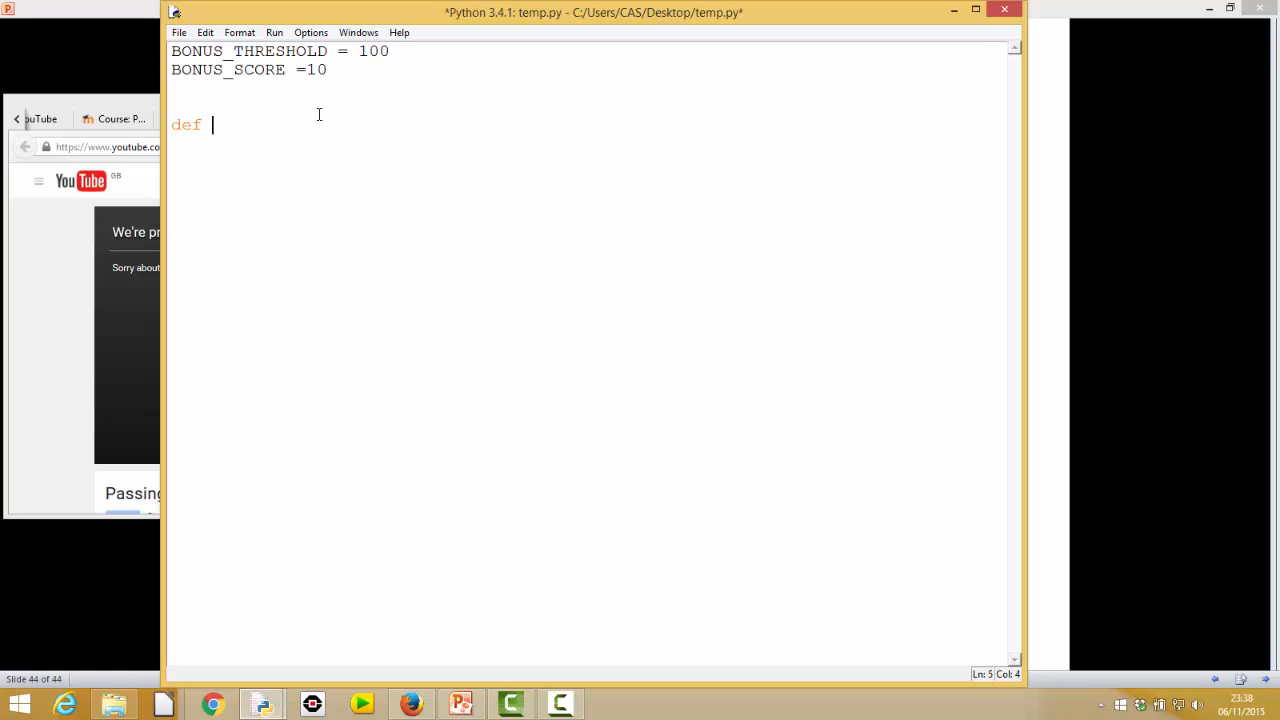 *Python 3.4.1: temp.py - C:/Users/CAS/Desktop/temp.py*
File Edit Format Run Options Windows Help
BONUS_THRESHOLD = 100
BONUS_SCORE =10
def
ouTube
Course: P...
https://www.youtube.co
YouTube GB
We're pr
Sorry about
Passing
Ln: 5 Col: 4
Slide 44 of 44
23:38
06/11/2015